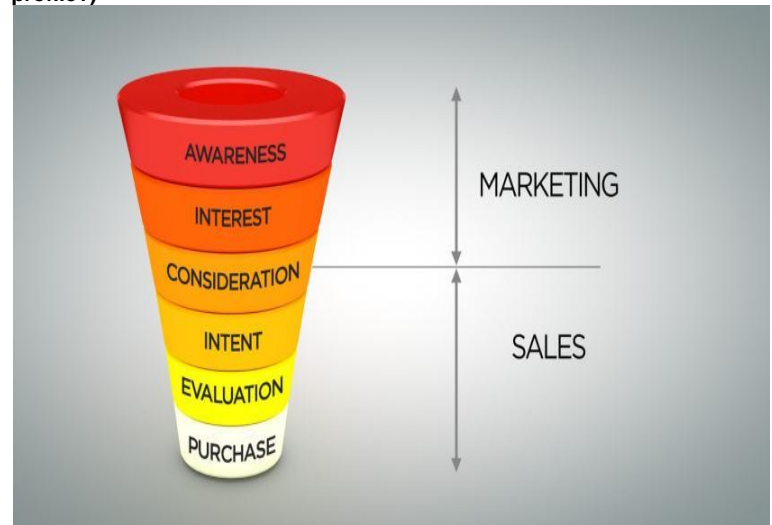 AWARENESS
INTEREST
CONSIDERATION
INTENT
EVALUATION
PURCHASE
MARKETING
SALES